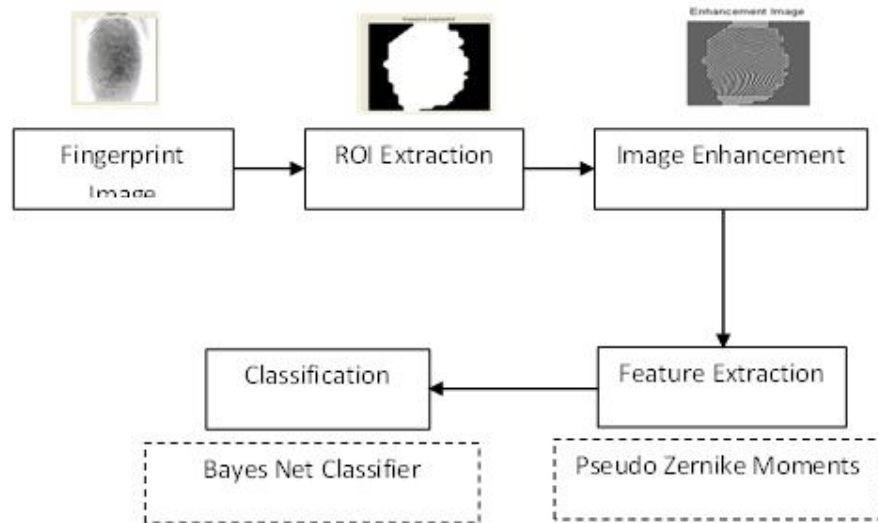 Enhancement Image
Fingerprint
Image
ROI Extraction
Image Enhancement
Classification
Feature Extraction
Bayes Net Classifier
Pseudo Zernike Moments